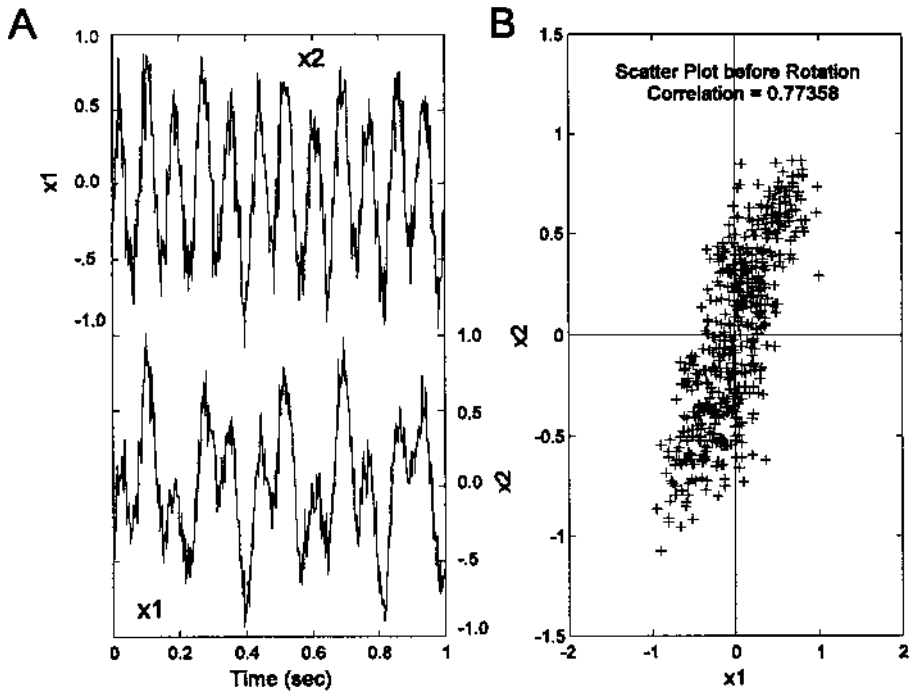 A
1.0
0.5
0.0
-.5
-1.0
x1
x2
1.0
0.5
0.0
-.5
-1.0
x2
x1
0
0.2
0.4
0.6
0.8
1
Time (sec)
B
1.5
1
0.5
0
-0.5
-1
-1.5
x2
Scatter Plot before Rotation
Correlation = 0.77358
-2
-1
0
1
2
x1